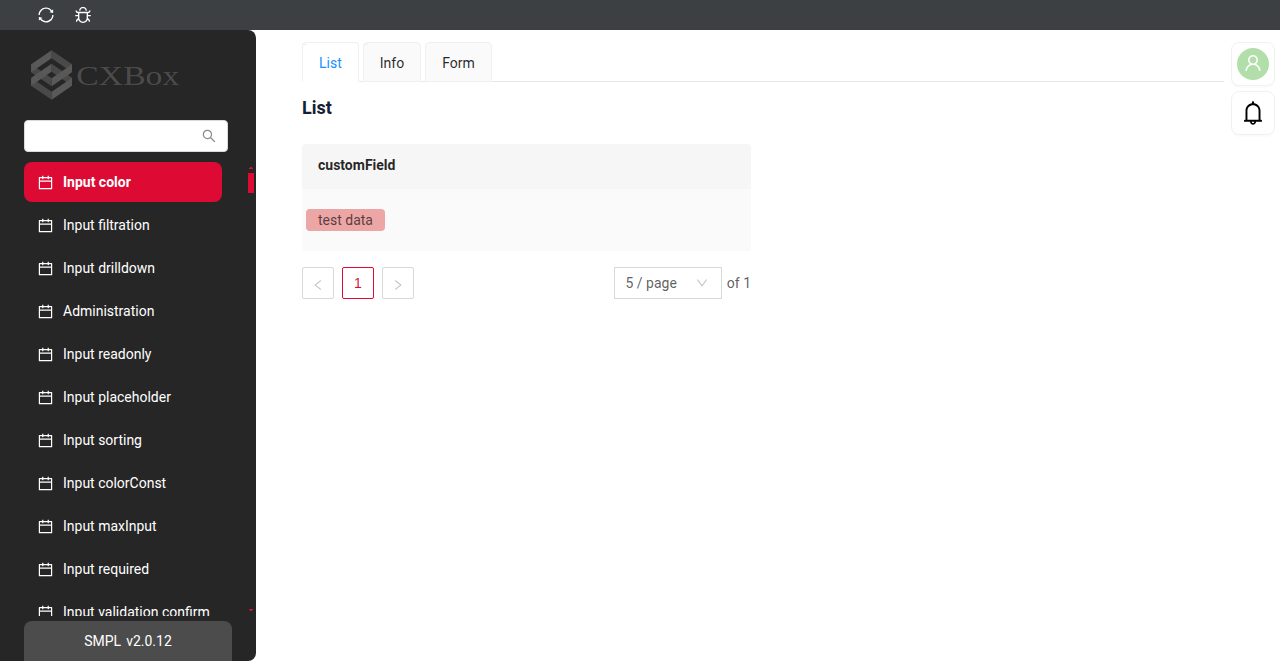 CXBox
Input color
Input filtration
Input drilldown
Administration
Input readonly
Input placeholder
Input sorting
Input colorConst
Input maxInput
Input required
Input validation confirm
SMPL v2.0.12
List Info Form
List
customField
test data
1 5 / page of 1